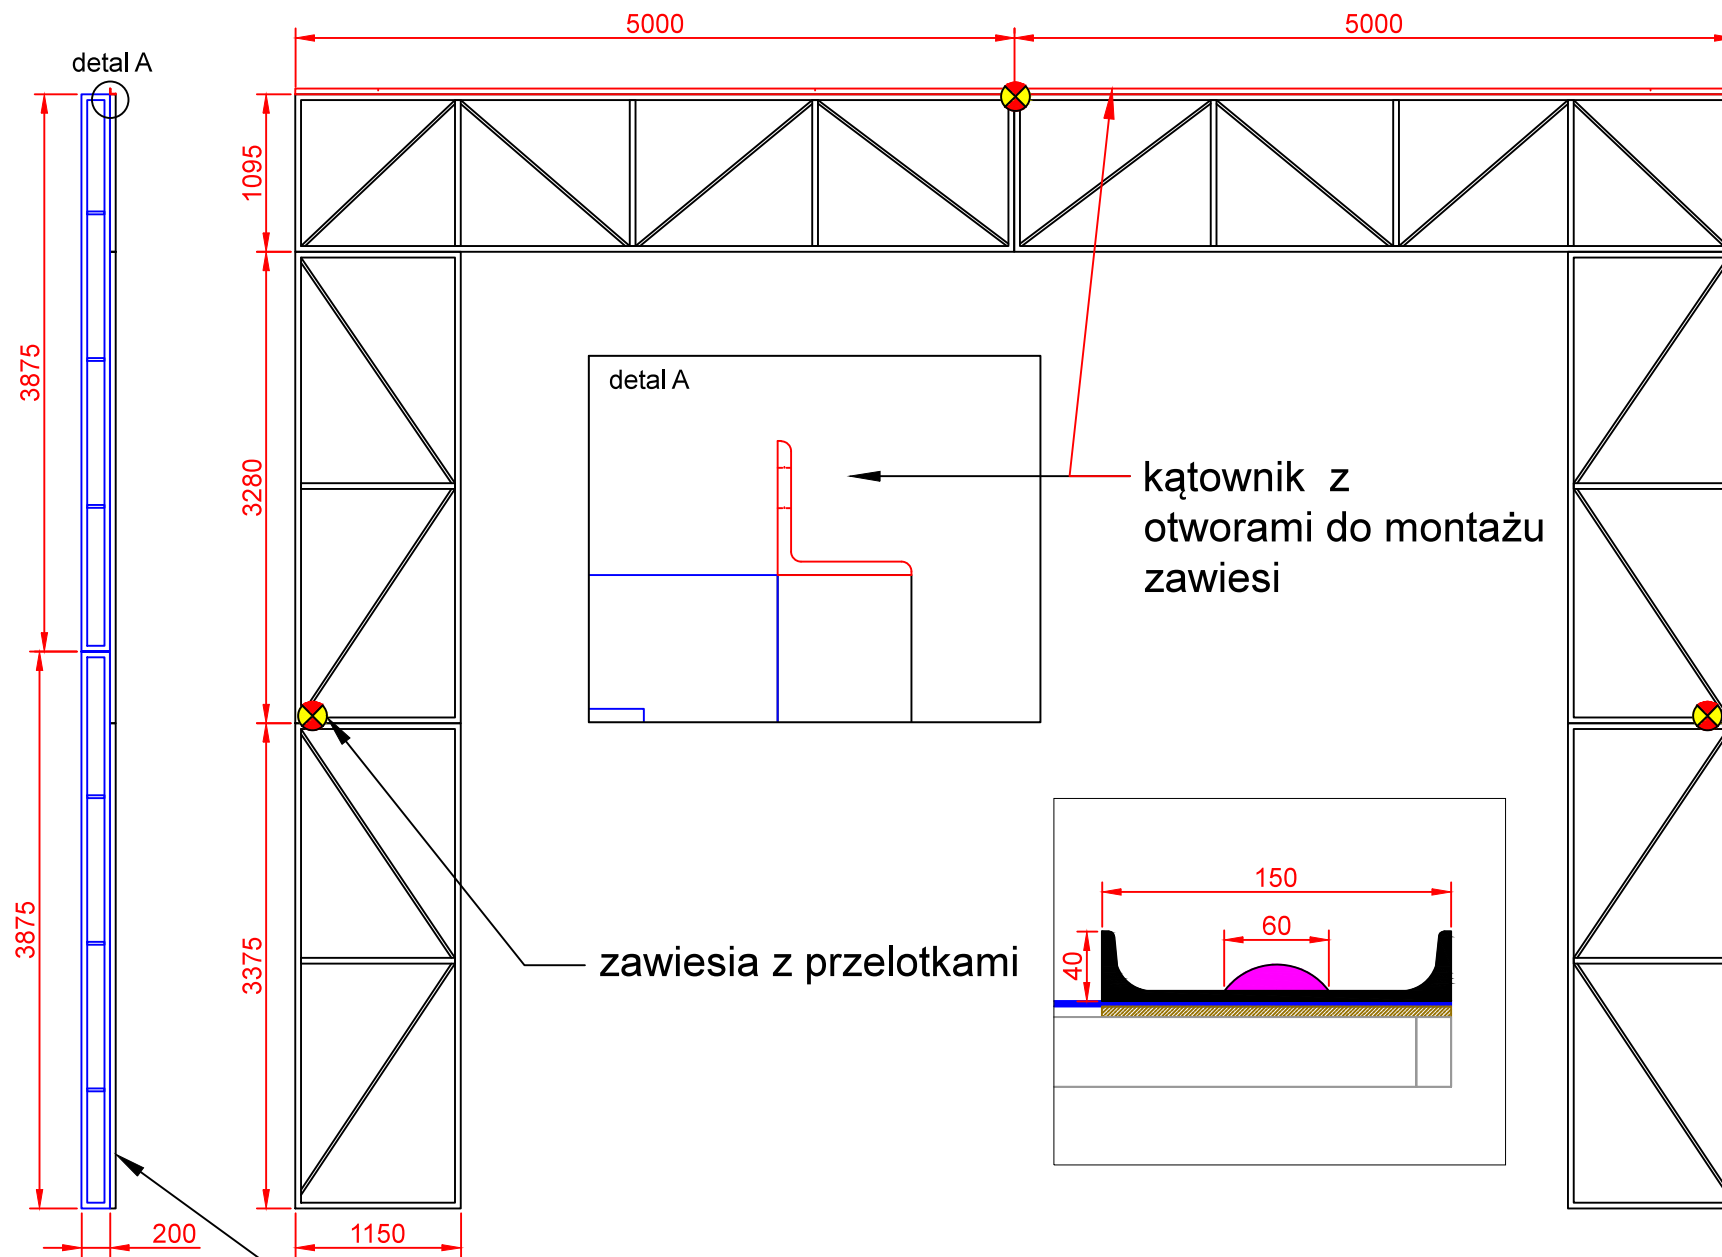 5000
5000
detal A
1095
3875
detal A
kątownik z
otworami do montażu
zawiesi
3280
150
60
40
3875
3375
zawiesia z przelotkami
200
1150